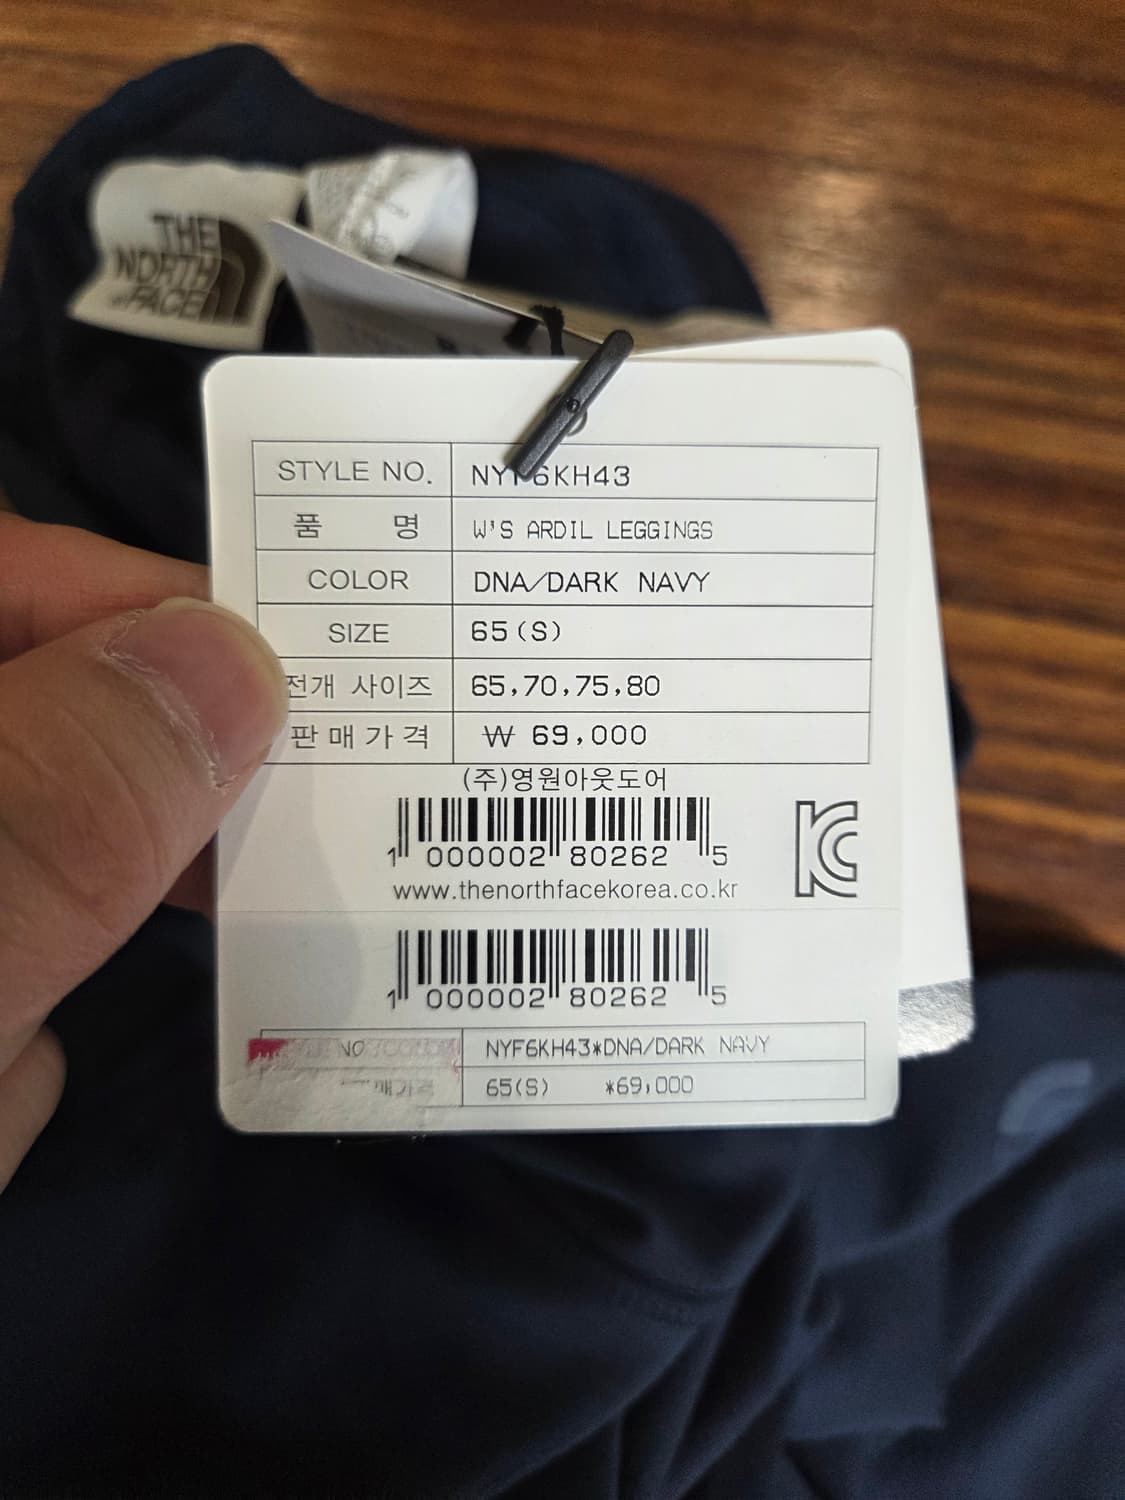 THE
NORTH
FACE
STYLE NO. NYF6KH43
품 명 W'S ARDIL LEGGINGS
COLOR DNA/DARK NAVY
SIZE 65(S)
전개 사이즈 65,70,75,80
판매가격 ₩ 69,000
(주)영원아웃도어
1 000002 80262 5
www.thenorthfacekorea.co.kr
KC
1 000002 80262 5
NO NYF6KH43*DNA/DARK NAVY
65(S) *69,000